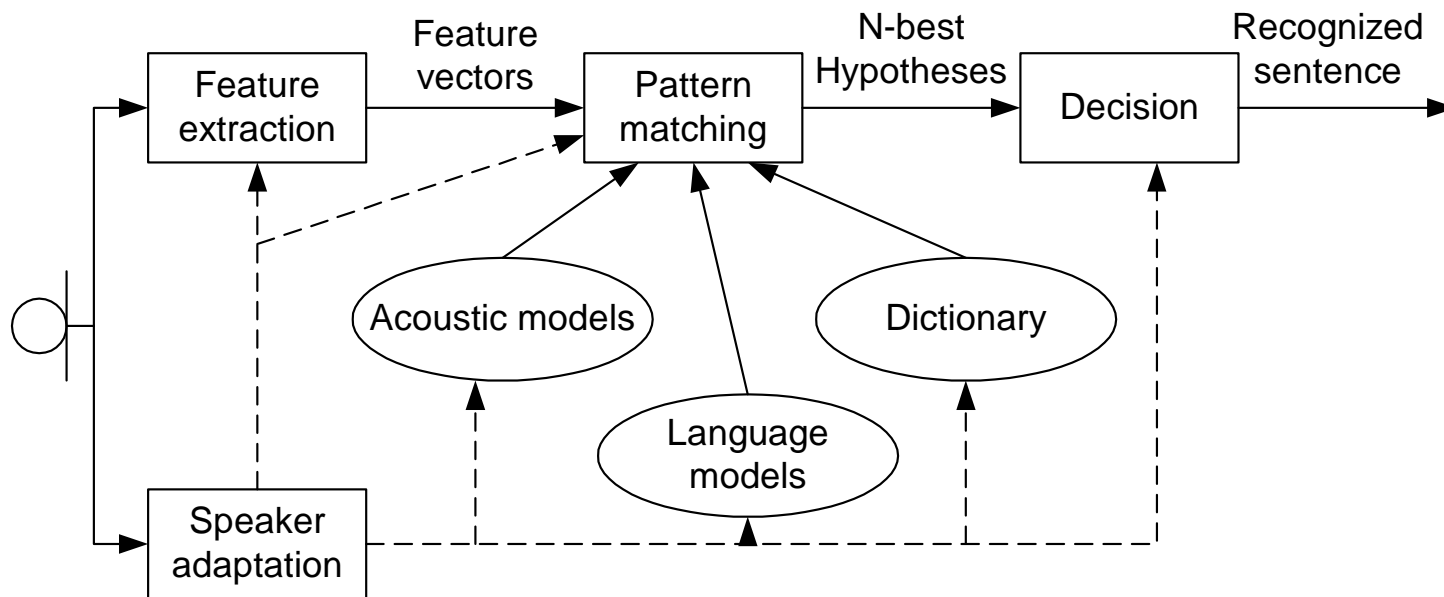 Feature
extraction
Feature
vectors
Pattern
matching
N-best
Hypotheses
Decision
Recognized
sentence
Acoustic models
Dictionary
Language
models
Speaker
adaptation